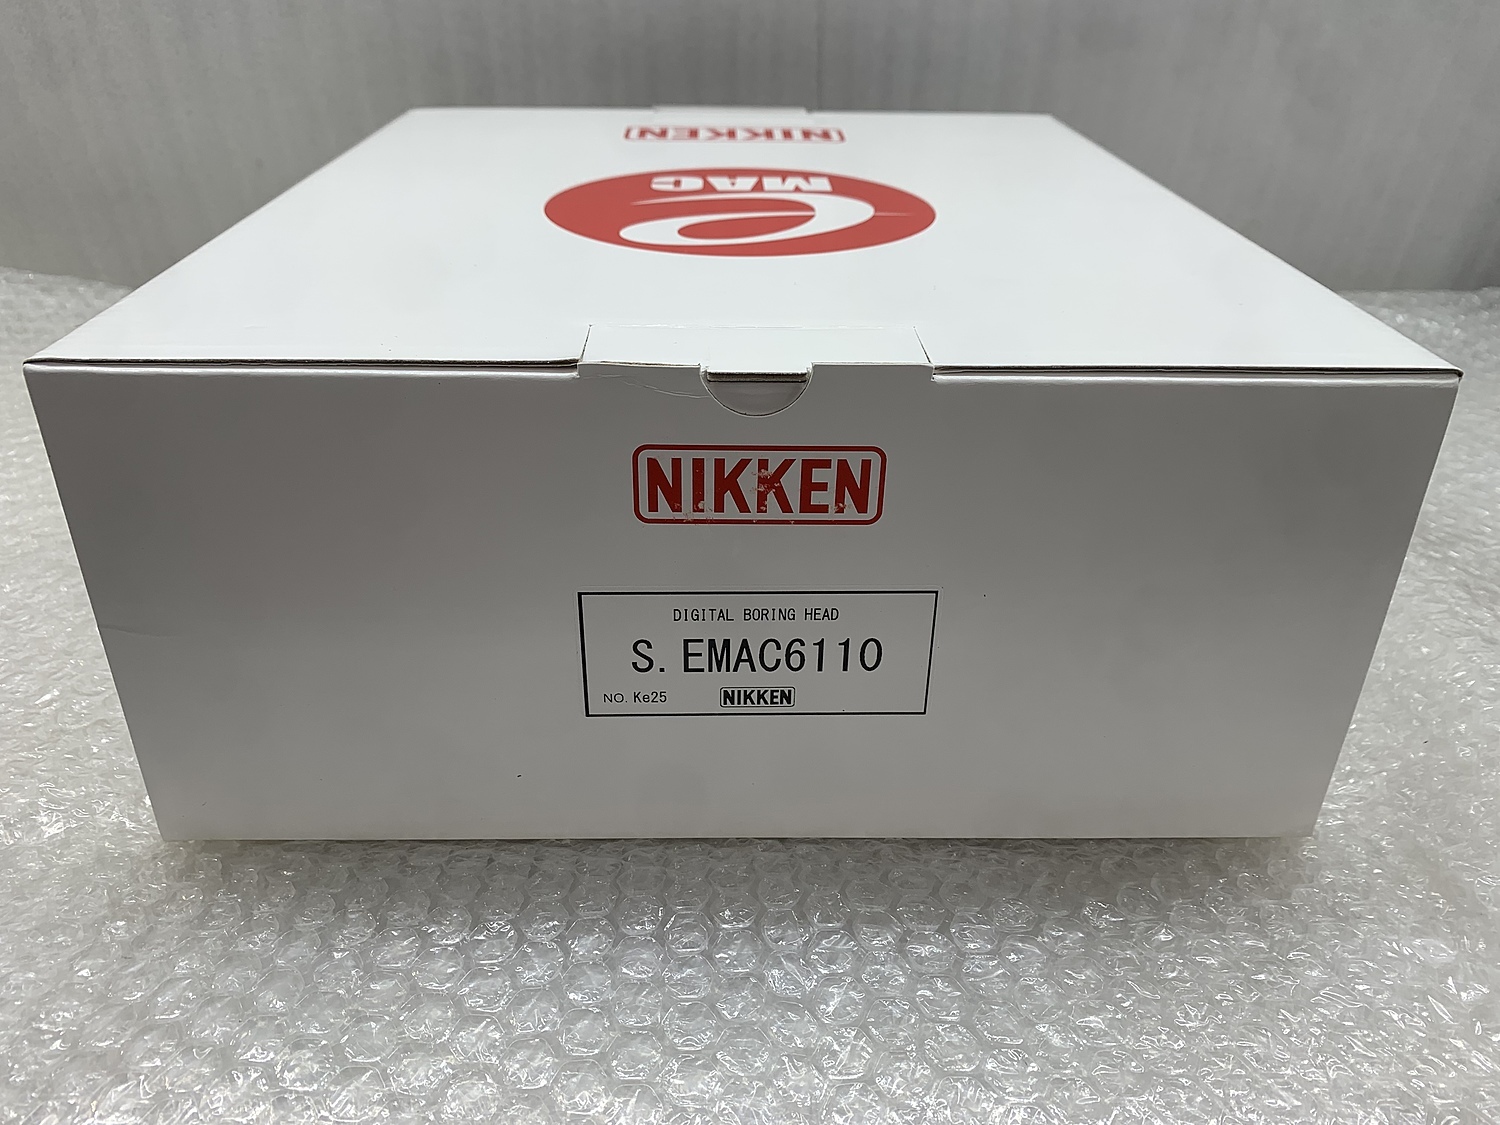 NIKKEN
e
MAC
NIKKEN
DIGITAL BORING HEAD
S. EMAC6110
NO. Ke25 NIKKEN